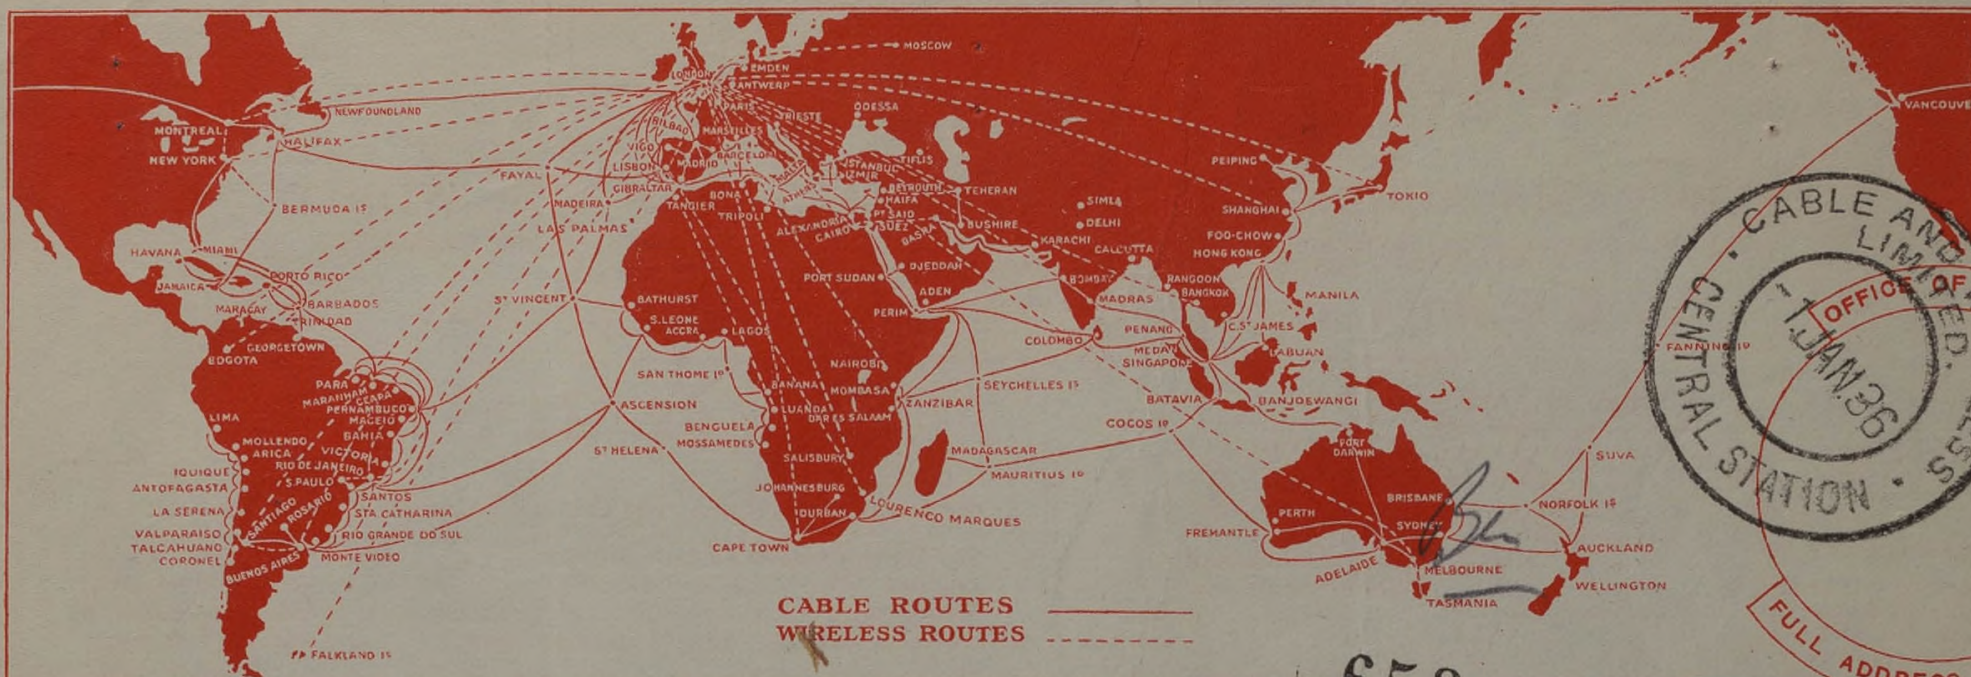 MOSCOW
LONDON
EMDEN
ANTWERP
PARIS
NEWFOUNDLAND
MONTREAL
HALIFAX
NEW YORK
BILBAO
MARSEILLES
TRIESTE
ODESSA
VANCOUVE
VIGO
LISBON
MADRID
BARCELONA
GIBRALTAR
FAYAL
MALTA
ATHENS
ISTANBUL
IZMIR
TIFLIS
PEIPING
TOKIO
BERMUDA Iˢ
MADEIRA
TANGIER
BONA
TRIPOLI
ALEXANDRIA
CAIRO
BEYROUTH
HAIFA
Pᵀ SAID
SUEZ
TEHERAN
BASRA
BUSHIRE
SIMLA
DELHI
KARACHI
CALCUTTA
SHANGHAI
FOO-CHOW
HONG KONG
LAS PALMAS
HAVANA
MIAMI
JAMAICA
PORTO RICO
MARACAY
BARBADOS
TRINIDAD
GEORGETOWN
BOGOTA
Sᵀ VINCENT
BATHURST
S.LEONE
ACCRA
LAGOS
PORT SUDAN
DJEDDAH
ADEN
PERIM
BOMBAY
MADRAS
RANGOON
BANGKOK
MANILA
COLOMBO
PENANG
C.Sᵀ JAMES
MEDAN
SINGAPORE
LABUAN
FANNING Iᴰ
PARA
MARANHAM
CEARA
PERNAMBUCO
MACEIO
BAHIA
LIMA
MOLLENDO
ARICA
VICTORIA
RIO DE JANEIRO
IQUIQUE
S.PAULO
ANTOFAGASTA
SANTOS
LA SERENA
SANTIAGO
ROSARIO
STA CATHARINA
VALPARAISO
RIO GRANDE DO SUL
TALCAHUANO
CORONEL
BUENOS AIRES
MONTE VIDEO
FALKLAND Iˢ
SAN THOME Iᴰ
ASCENSION
Sᵀ HELENA
BANANA
LUANDA
BENGUELA
MOSSAMEDES
NAIROBI
MOMBASA
ZANZIBAR
DAR ES SALAAM
SALISBURY
JOHANNESBURG
DURBAN
LOURENCO MARQUES
CAPE TOWN
SEYCHELLES Iˢ
MADAGASCAR
MAURITIUS Iᴰ
BATAVIA
BANJOEWANGI
COCOS Iᴰ
PORT
DARWIN
BRISBANE
SYDNEY
PERTH
FREMANTLE
ADELAIDE
MELBOURNE
TASMANIA
SUVA
NORFOLK Iˢ
AUCKLAND
WELLINGTON
CABLE ROUTES
WIRELESS ROUTES
CABLE AND
LIMITED.
CENTRAL STATION
1 JAN.36
OFFICE OF
FULL ADDRESS